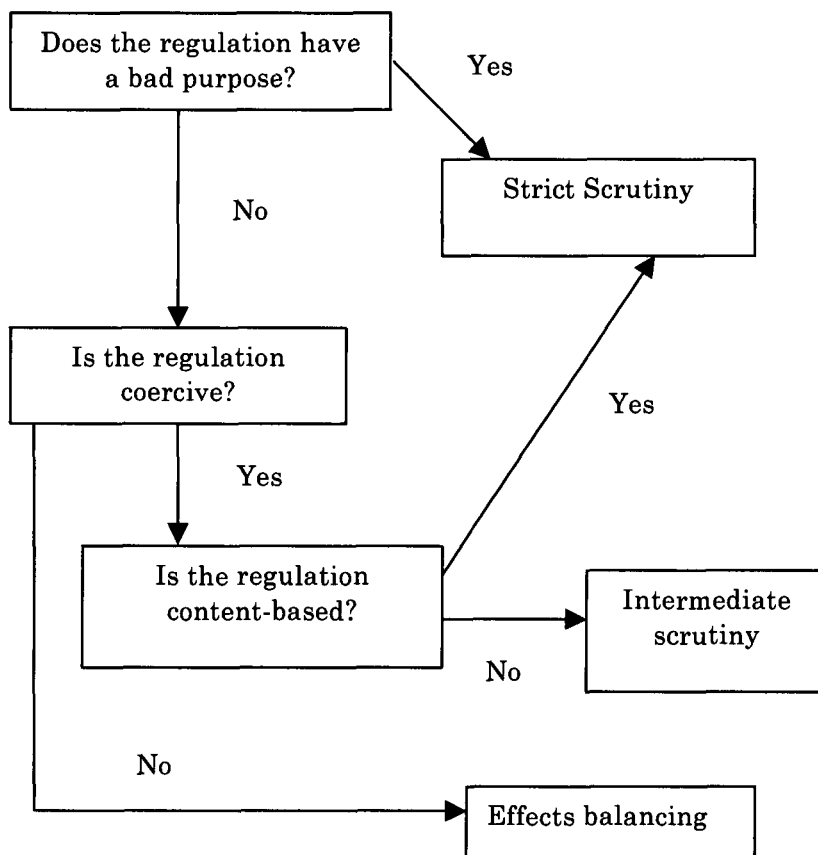 Does the regulation have
a bad purpose?
Yes
Strict Scrutiny
No
Is the regulation
coercive?
Yes
Yes
Is the regulation
content-based?
Intermediate
scrutiny
No
No
Effects balancing